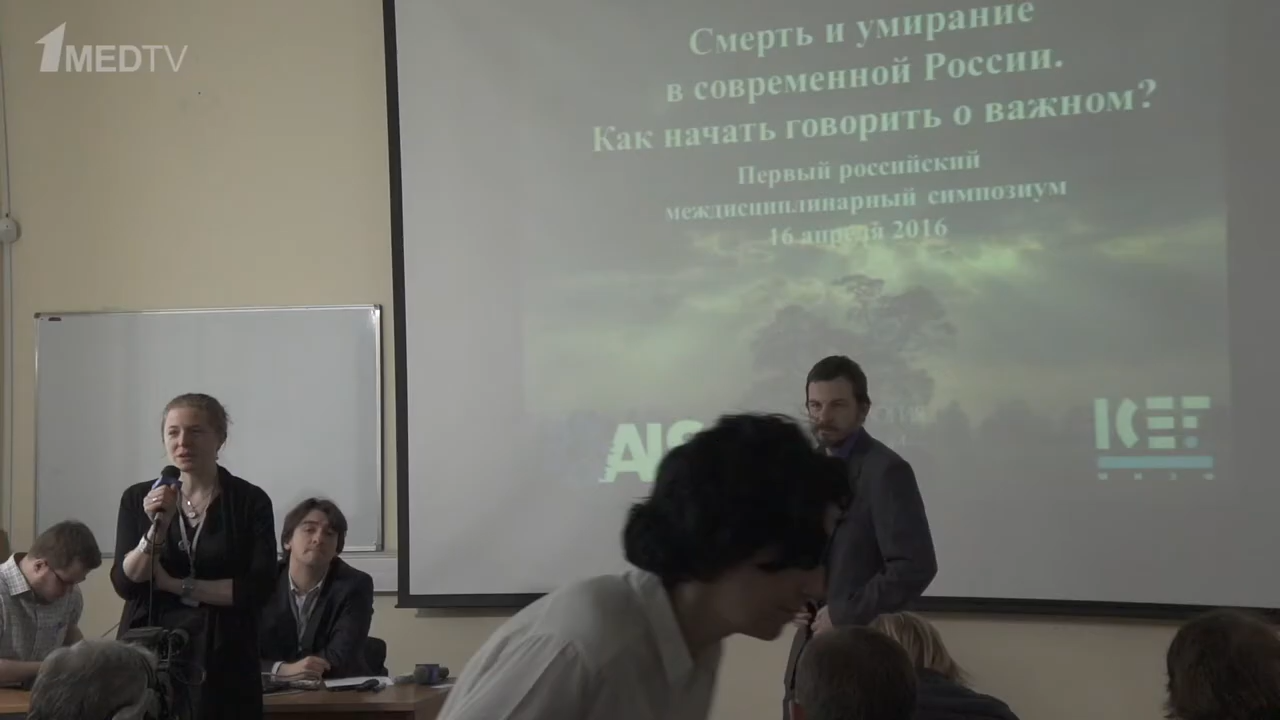 1MEDTV
Смерть и умирание
в современной России.
Как начать говорить о важном?
Первый российский
междисциплинарный симпозиум
16 апреля 2016